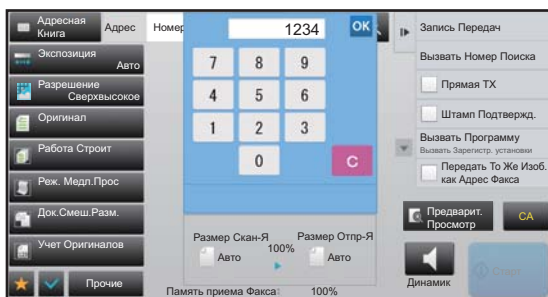 Адресная
Книга
Адрес
Номер
1234
OK
Экспозиция
Авто
Разрешение
Сверхвысокое
Оригинал
Работа Строит
Реж. Медл.Прос
Док.Смеш.Разм.
Учет Оригиналов
Прочие
7 8 9
4 5 6
1 2 3
0 C
Размер Скан-Я
Размер Отпр-Я
100%
Авто
Авто
Память приема Факса: 100%
Запись Передач
Вызвать Номер Поиска
Прямая TX
Штамп Подтвержд.
Вызвать Программу
Вызвать Зарегистр. установки
Передать То Же Изоб.
как Адрес Факса
Предварит.
Просмотр
CA
Динамик
Старт